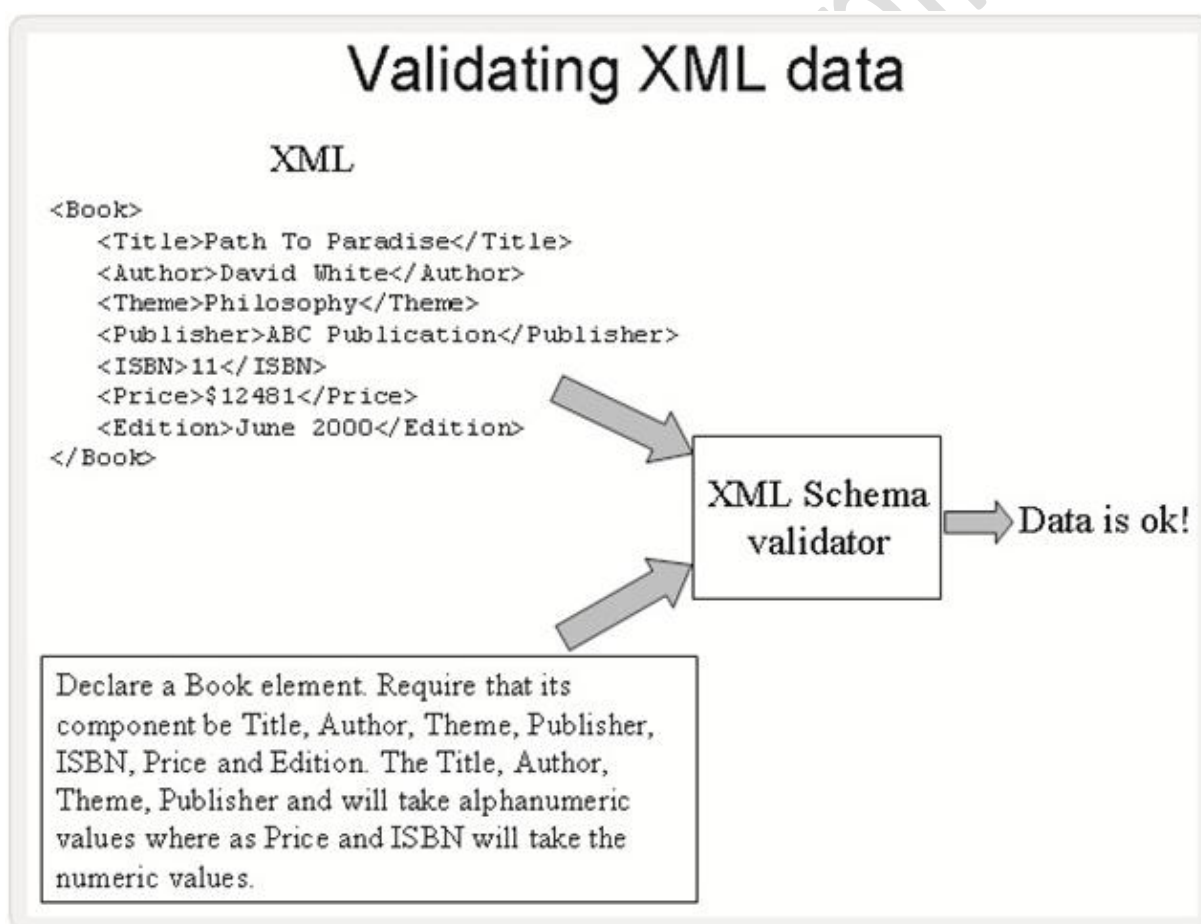 Validating XML data
XML
<Book>
<Title>Path To Paradise</Title>
<Author>David White</Author>
<Theme>Philosophy</Theme>
<Publisher>ABC Publication</Publisher>
<ISBN>11</ISBN>
<Price>$12481</Price>
<Edition>June 2000</Edition>
</Book>
XML Schema
validator
Data is ok!
Declare a Book element. Require that its
component be Title, Author, Theme, Publisher,
ISBN, Price and Edition. The Title, Author,
Theme, Publisher and will take alphanumeric
values where as Price and ISBN will take the
numeric values.